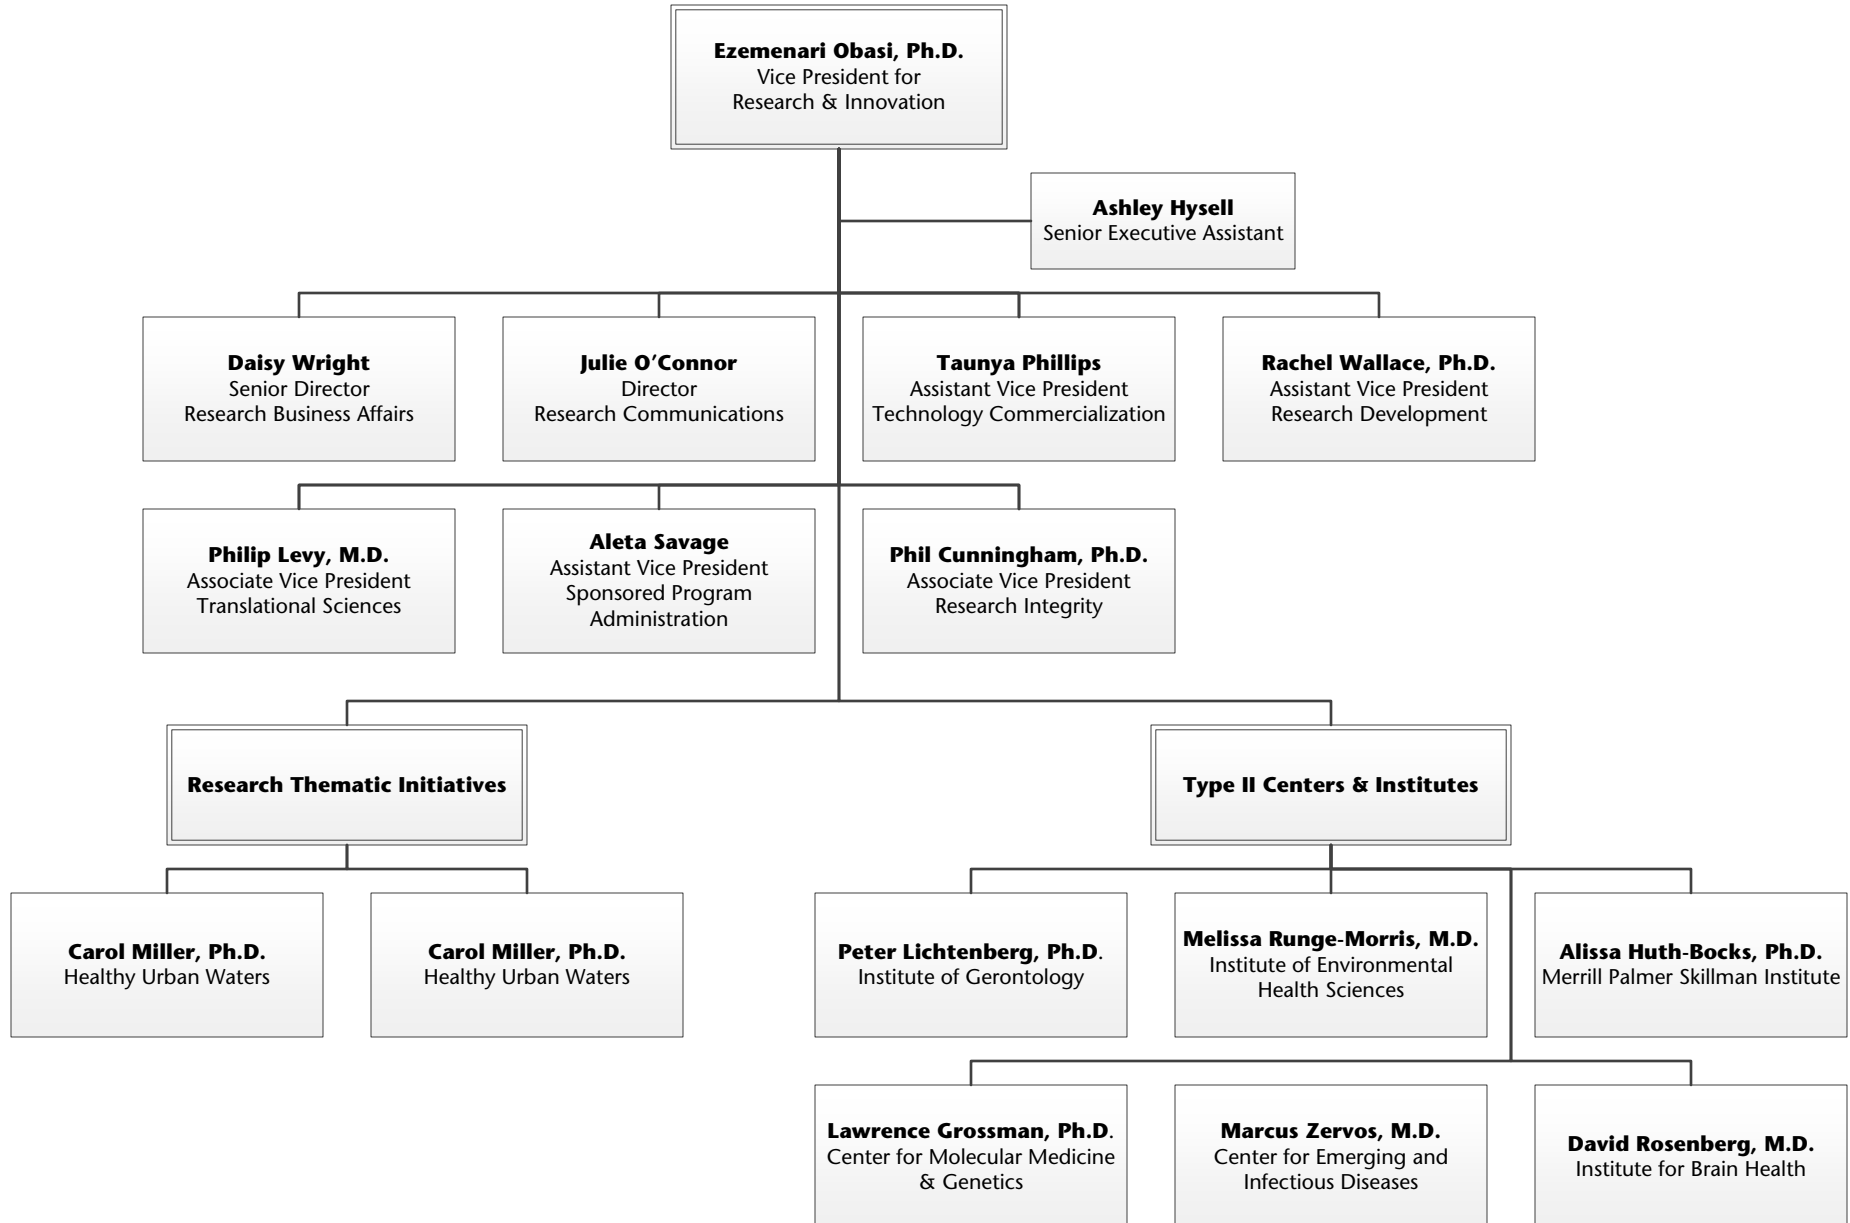 Ezemenari Obasi, Ph.D.
Vice President for
Research & Innovation
Ashley Hysell
Senior Executive Assistant
Daisy Wright
Senior Director
Research Business Affairs
Julie O’Connor
Director
Research Communications
Taunya Phillips
Assistant Vice President
Technology Commercialization
Rachel Wallace, Ph.D.
Assistant Vice President
Research Development
Philip Levy, M.D.
Associate Vice President
Translational Sciences
Aleta Savage
Assistant Vice President
Sponsored Program
Administration
Phil Cunningham, Ph.D.
Associate Vice President
Research Integrity
Research Thematic Initiatives
Type II Centers & Institutes
Carol Miller, Ph.D.
Healthy Urban Waters
Carol Miller, Ph.D.
Healthy Urban Waters
Peter Lichtenberg, Ph.D.
Institute of Gerontology
Melissa Runge-Morris, M.D.
Institute of Environmental
Health Sciences
Alissa Huth-Bocks, Ph.D.
Merrill Palmer Skillman Institute
Lawrence Grossman, Ph.D.
Center for Molecular Medicine
& Genetics
Marcus Zervos, M.D.
Center for Emerging and
Infectious Diseases
David Rosenberg, M.D.
Institute for Brain Health